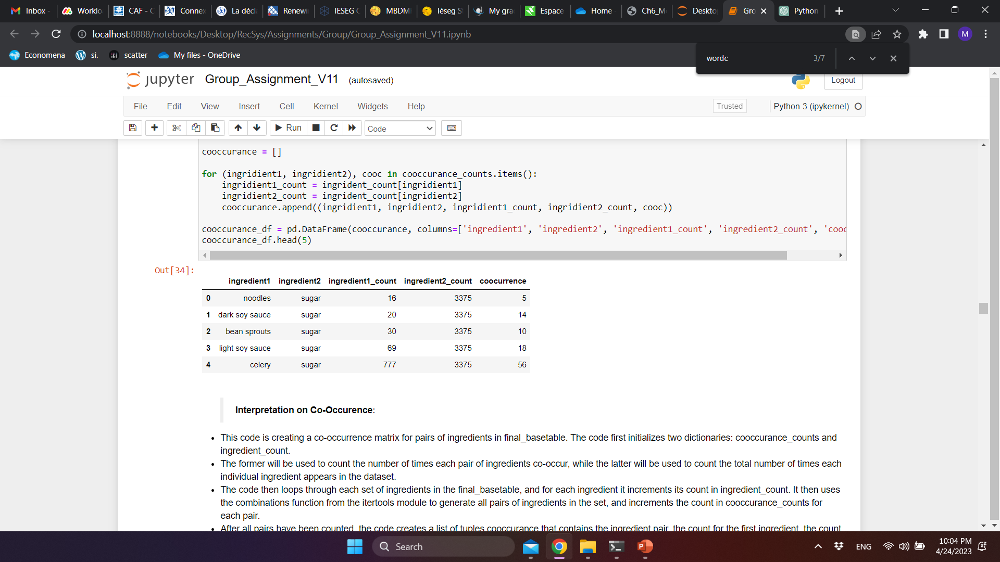 Inbox -
Worklo
CAF - C
Connex
La décl
Renewi
IESEG C
MBDM
Iéseg S
My gra
Espace
Home -
Ch6_M
Deskto
Gro
Python
localhost:8888/notebooks/Desktop/RecSys/Assignments/Group/Group_Assignment_V11.ipynb
M
Economena
si.
scatter
My files - OneDrive
wordc 3/7
jupyter Group_Assignment_V11 (autosaved)
Logout
File Edit View Insert Cell Kernel Widgets Help
Trusted
Python 3 (ipykernel)
Run
Code
cooccurance = []
for (ingridient1, ingridient2), cooc in cooccurance_counts.items():
    ingridient1_count = ingrident_count[ingridient1]
    ingridient2_count = ingrident_count[ingridient2]
    cooccurance.append((ingridient1, ingridient2, ingridient1_count, ingridient2_count, cooc))
cooccurance_df = pd.DataFrame(cooccurance, columns=['ingredient1', 'ingredient2', 'ingredient1_count', 'ingredient2_count', 'cooc
cooccurance_df.head(5)
Out[34]:
ingredient1 ingredient2 ingredient1_count ingredient2_count coocurrence
0 noodles sugar 16 3375 5
1 dark soy sauce sugar 20 3375 14
2 bean sprouts sugar 30 3375 10
3 light soy sauce sugar 69 3375 18
4 celery sugar 777 3375 56
Interpretation on Co-Occurence:
• This code is creating a co-occurrence matrix for pairs of ingredients in final_basetable. The code first initializes two dictionaries: cooccurance_counts and
ingredient_count.
• The former will be used to count the number of times each pair of ingredients co-occur, while the latter will be used to count the total number of times each
individual ingredient appears in the dataset.
• The code then loops through each set of ingredients in the final_basetable, and for each ingredient it increments its count in ingredient_count. It then uses
the combinations function from the itertools module to generate all pairs of ingredients in the set, and increments the count in cooccurance_counts for
each pair.
• After all pairs have been counted, the code creates a list of tuples cooccurance that contains the ingredient pair, the count for the first ingredient, the count
Search
ENG
10:04 PM
4/24/2023